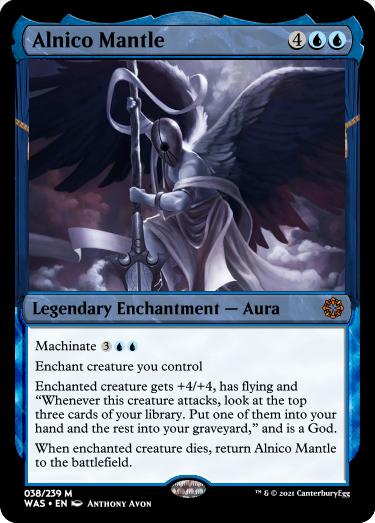 Alnico Mantle 4
Legendary Enchantment — Aura
Machinate 3
Enchant creature you control
Enchanted creature gets +4/+4, has flying and
“Whenever this creature attacks, look at the top
three cards of your library. Put one of them into your
hand and the rest into your graveyard,” and is a God.
When enchanted creature dies, return Alnico Mantle
to the battlefield.
038/239 M
WAS • EN Anthony Avon
™ & © 2021 CanterburyEgg